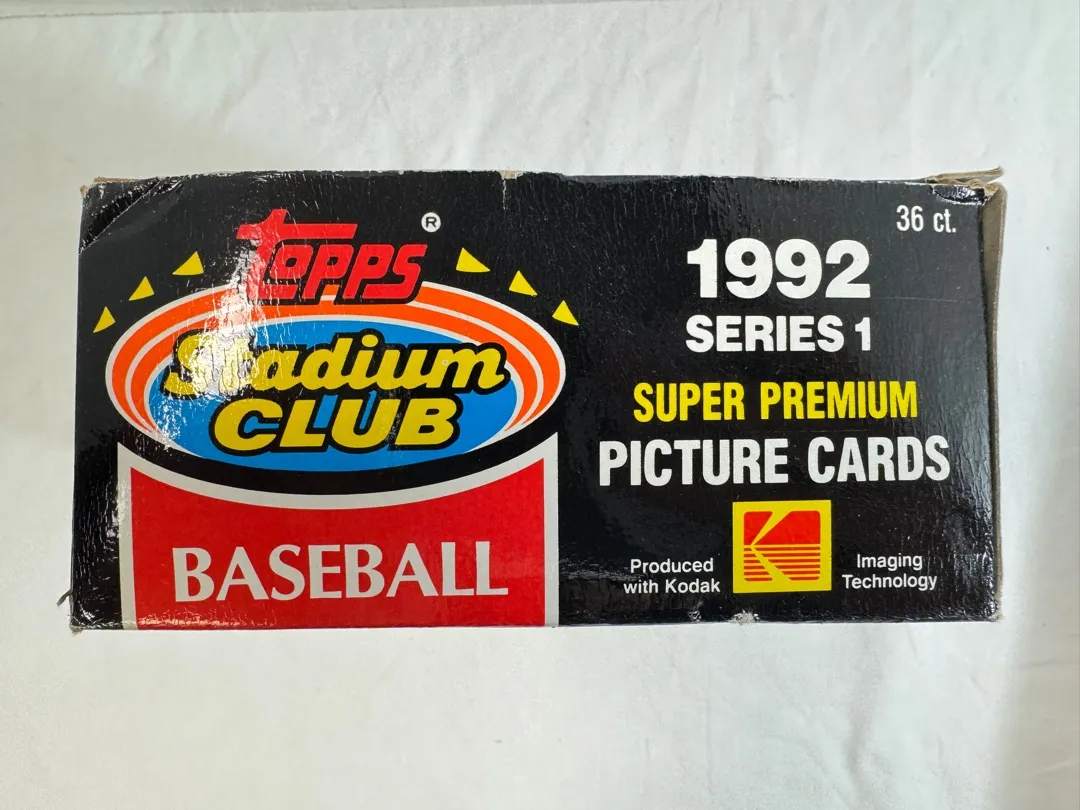 TOPPS ®
Stadium
CLUB
BASEBALL
36 ct.
1992
SERIES 1
SUPER PREMIUM
PICTURE CARDS
Produced
with Kodak
K
Imaging
Technology